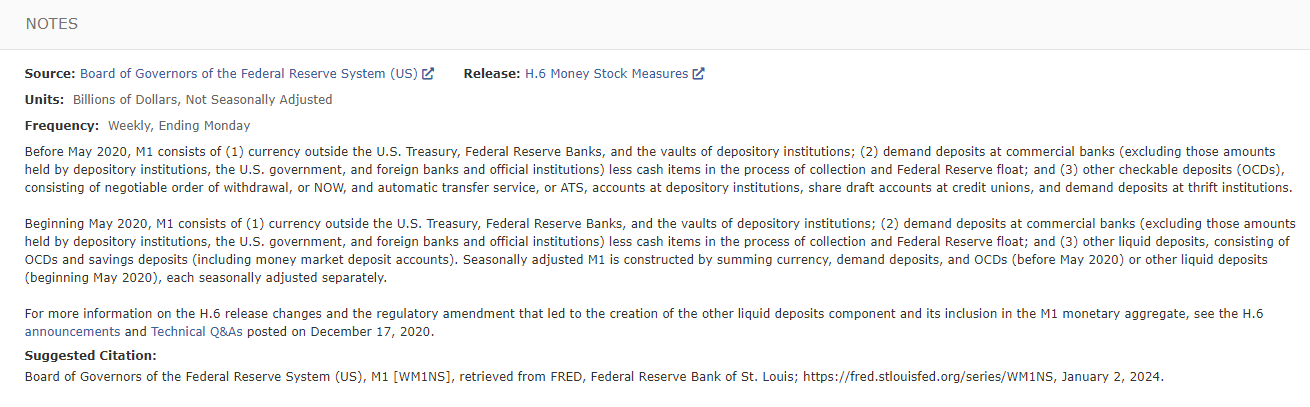 NOTES
Source: Board of Governors of the Federal Reserve System (US) Release: H.6 Money Stock Measures
Units: Billions of Dollars, Not Seasonally Adjusted
Frequency: Weekly, Ending Monday
Before May 2020, M1 consists of (1) currency outside the U.S. Treasury, Federal Reserve Banks, and the vaults of depository institutions; (2) demand deposits at commercial banks (excluding those amounts
held by depository institutions, the U.S. government, and foreign banks and official institutions) less cash items in the process of collection and Federal Reserve float; and (3) other checkable deposits (OCDs),
consisting of negotiable order of withdrawal, or NOW, and automatic transfer service, or ATS, accounts at depository institutions, share draft accounts at credit unions, and demand deposits at thrift institutions.
Beginning May 2020, M1 consists of (1) currency outside the U.S. Treasury, Federal Reserve Banks, and the vaults of depository institutions; (2) demand deposits at commercial banks (excluding those amounts
held by depository institutions, the U.S. government, and foreign banks and official institutions) less cash items in the process of collection and Federal Reserve float; and (3) other liquid deposits, consisting of
OCDs and savings deposits (including money market deposit accounts). Seasonally adjusted M1 is constructed by summing currency, demand deposits, and OCDs (before May 2020) or other liquid deposits
(beginning May 2020), each seasonally adjusted separately.
For more information on the H.6 release changes and the regulatory amendment that led to the creation of the other liquid deposits component and its inclusion in the M1 monetary aggregate, see the H.6
announcements and Technical Q&As posted on December 17, 2020.
Suggested Citation:
Board of Governors of the Federal Reserve System (US), M1 [WM1NS], retrieved from FRED, Federal Reserve Bank of St. Louis; https://fred.stlouisfed.org/series/WM1NS, January 2, 2024.